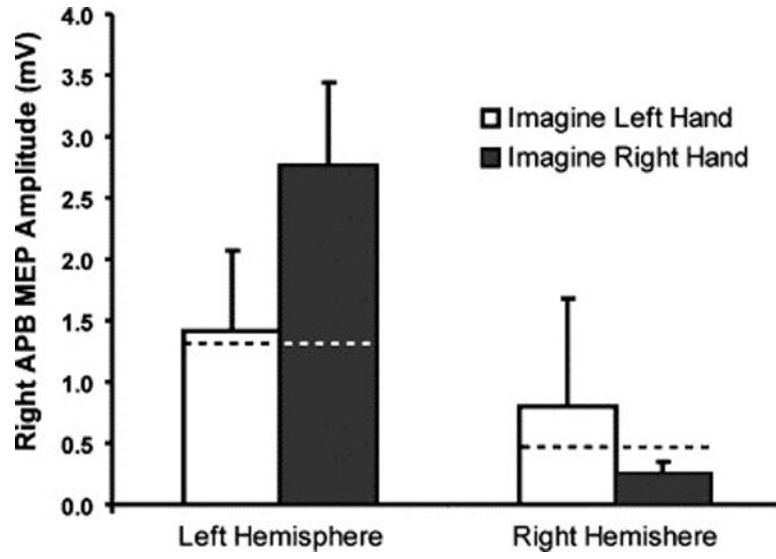 Right APB MEP Amplitude (mV)
4.0
3.5
3.0
2.5
2.0
1.5
1.0
0.5
0.0
Imagine Left Hand
Imagine Right Hand
Left Hemisphere
Right Hemishere